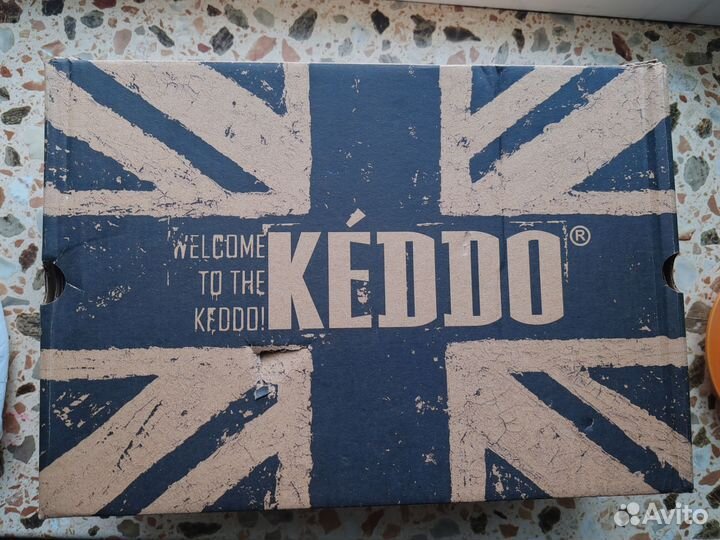 WELCOME
TO THE
KEDDO!
KÉDDO®
Avito